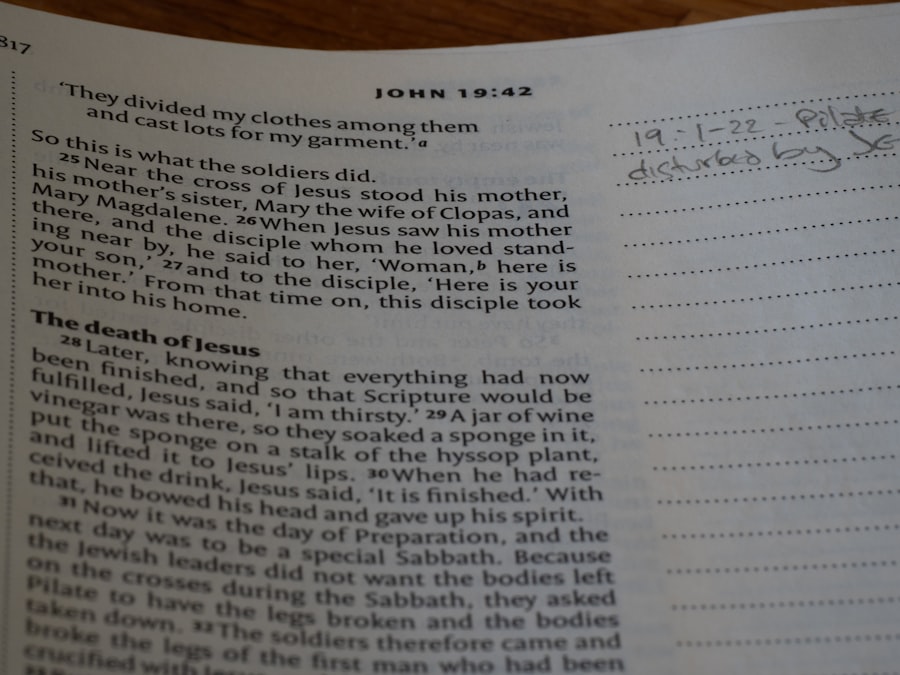 817
JOHN 19:42
‘They divided my clothes among them
and cast lots for my garment.’a
So this is what the soldiers did.
25 Near the cross of Jesus stood his mother,
his mother’s sister, Mary the wife of Clopas, and
Mary Magdalene. 26 When Jesus saw his mother
there, and the disciple whom he loved stand-
ing near by, he said to her, ‘Woman,b here is
your son,’ 27 and to the disciple, ‘Here is your
mother.’ From that time on, this disciple took
her into his home.
The death of Jesus
28 Later, knowing that everything had now
been finished, and so that Scripture would be
fulfilled, Jesus said, ‘I am thirsty.’ 29 A jar of wine
vinegar was there, so they soaked a sponge in it,
put the sponge on a stalk of the hyssop plant,
and lifted it to Jesus’ lips. 30 When he had re-
ceived the drink, Jesus said, ‘It is finished.’ With
that, he bowed his head and gave up his spirit.
31 Now it was the day of Preparation, and the
next day was to be a special Sabbath. Because
the Jewish leaders did not want the bodies left
on the crosses during the Sabbath, they asked
Pilate to have the legs broken and the bodies
taken down. 32 The soldiers therefore came and
broke the legs of the first man who had been
crucified with
19:1-22 - Pilate
disturbed by